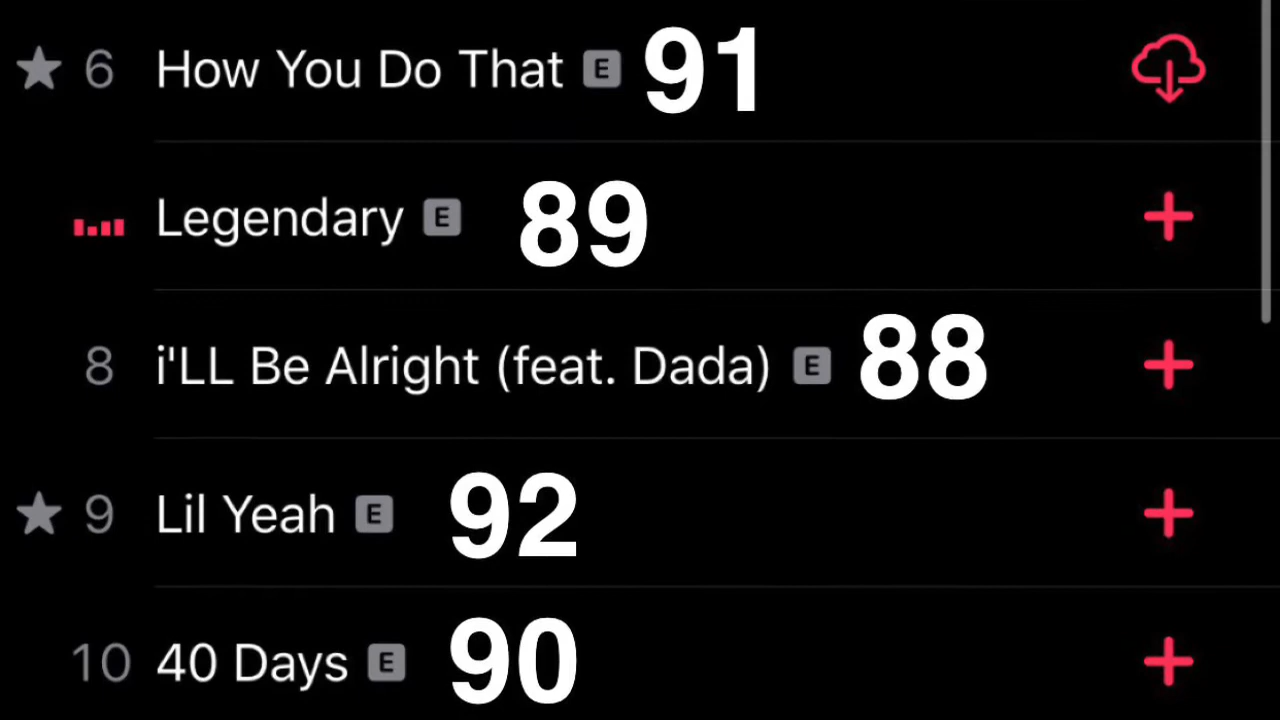 6 How You Do That E 91
Legendary E 89
8 i'LL Be Alright (feat. Dada) E 88
9 Lil Yeah E 92
10 40 Days E 90